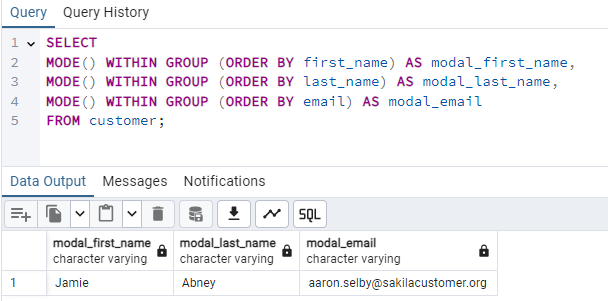 Query Query History
1 SELECT
2 MODE() WITHIN GROUP (ORDER BY first_name) AS modal_first_name,
3 MODE() WITHIN GROUP (ORDER BY last_name) AS modal_last_name,
4 MODE() WITHIN GROUP (ORDER BY email) AS modal_email
5 FROM customer;
Data Output Messages Notifications
SQL
modal_first_name modal_last_name modal_email
character varying character varying character varying
1 Jamie Abney aaron.selby@sakilacustomer.org